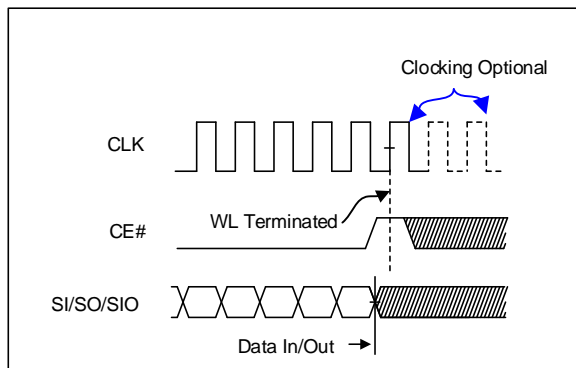 Clocking Optional
CLK
WL Terminated
CE#
SI/SO/SIO
Data In/Out